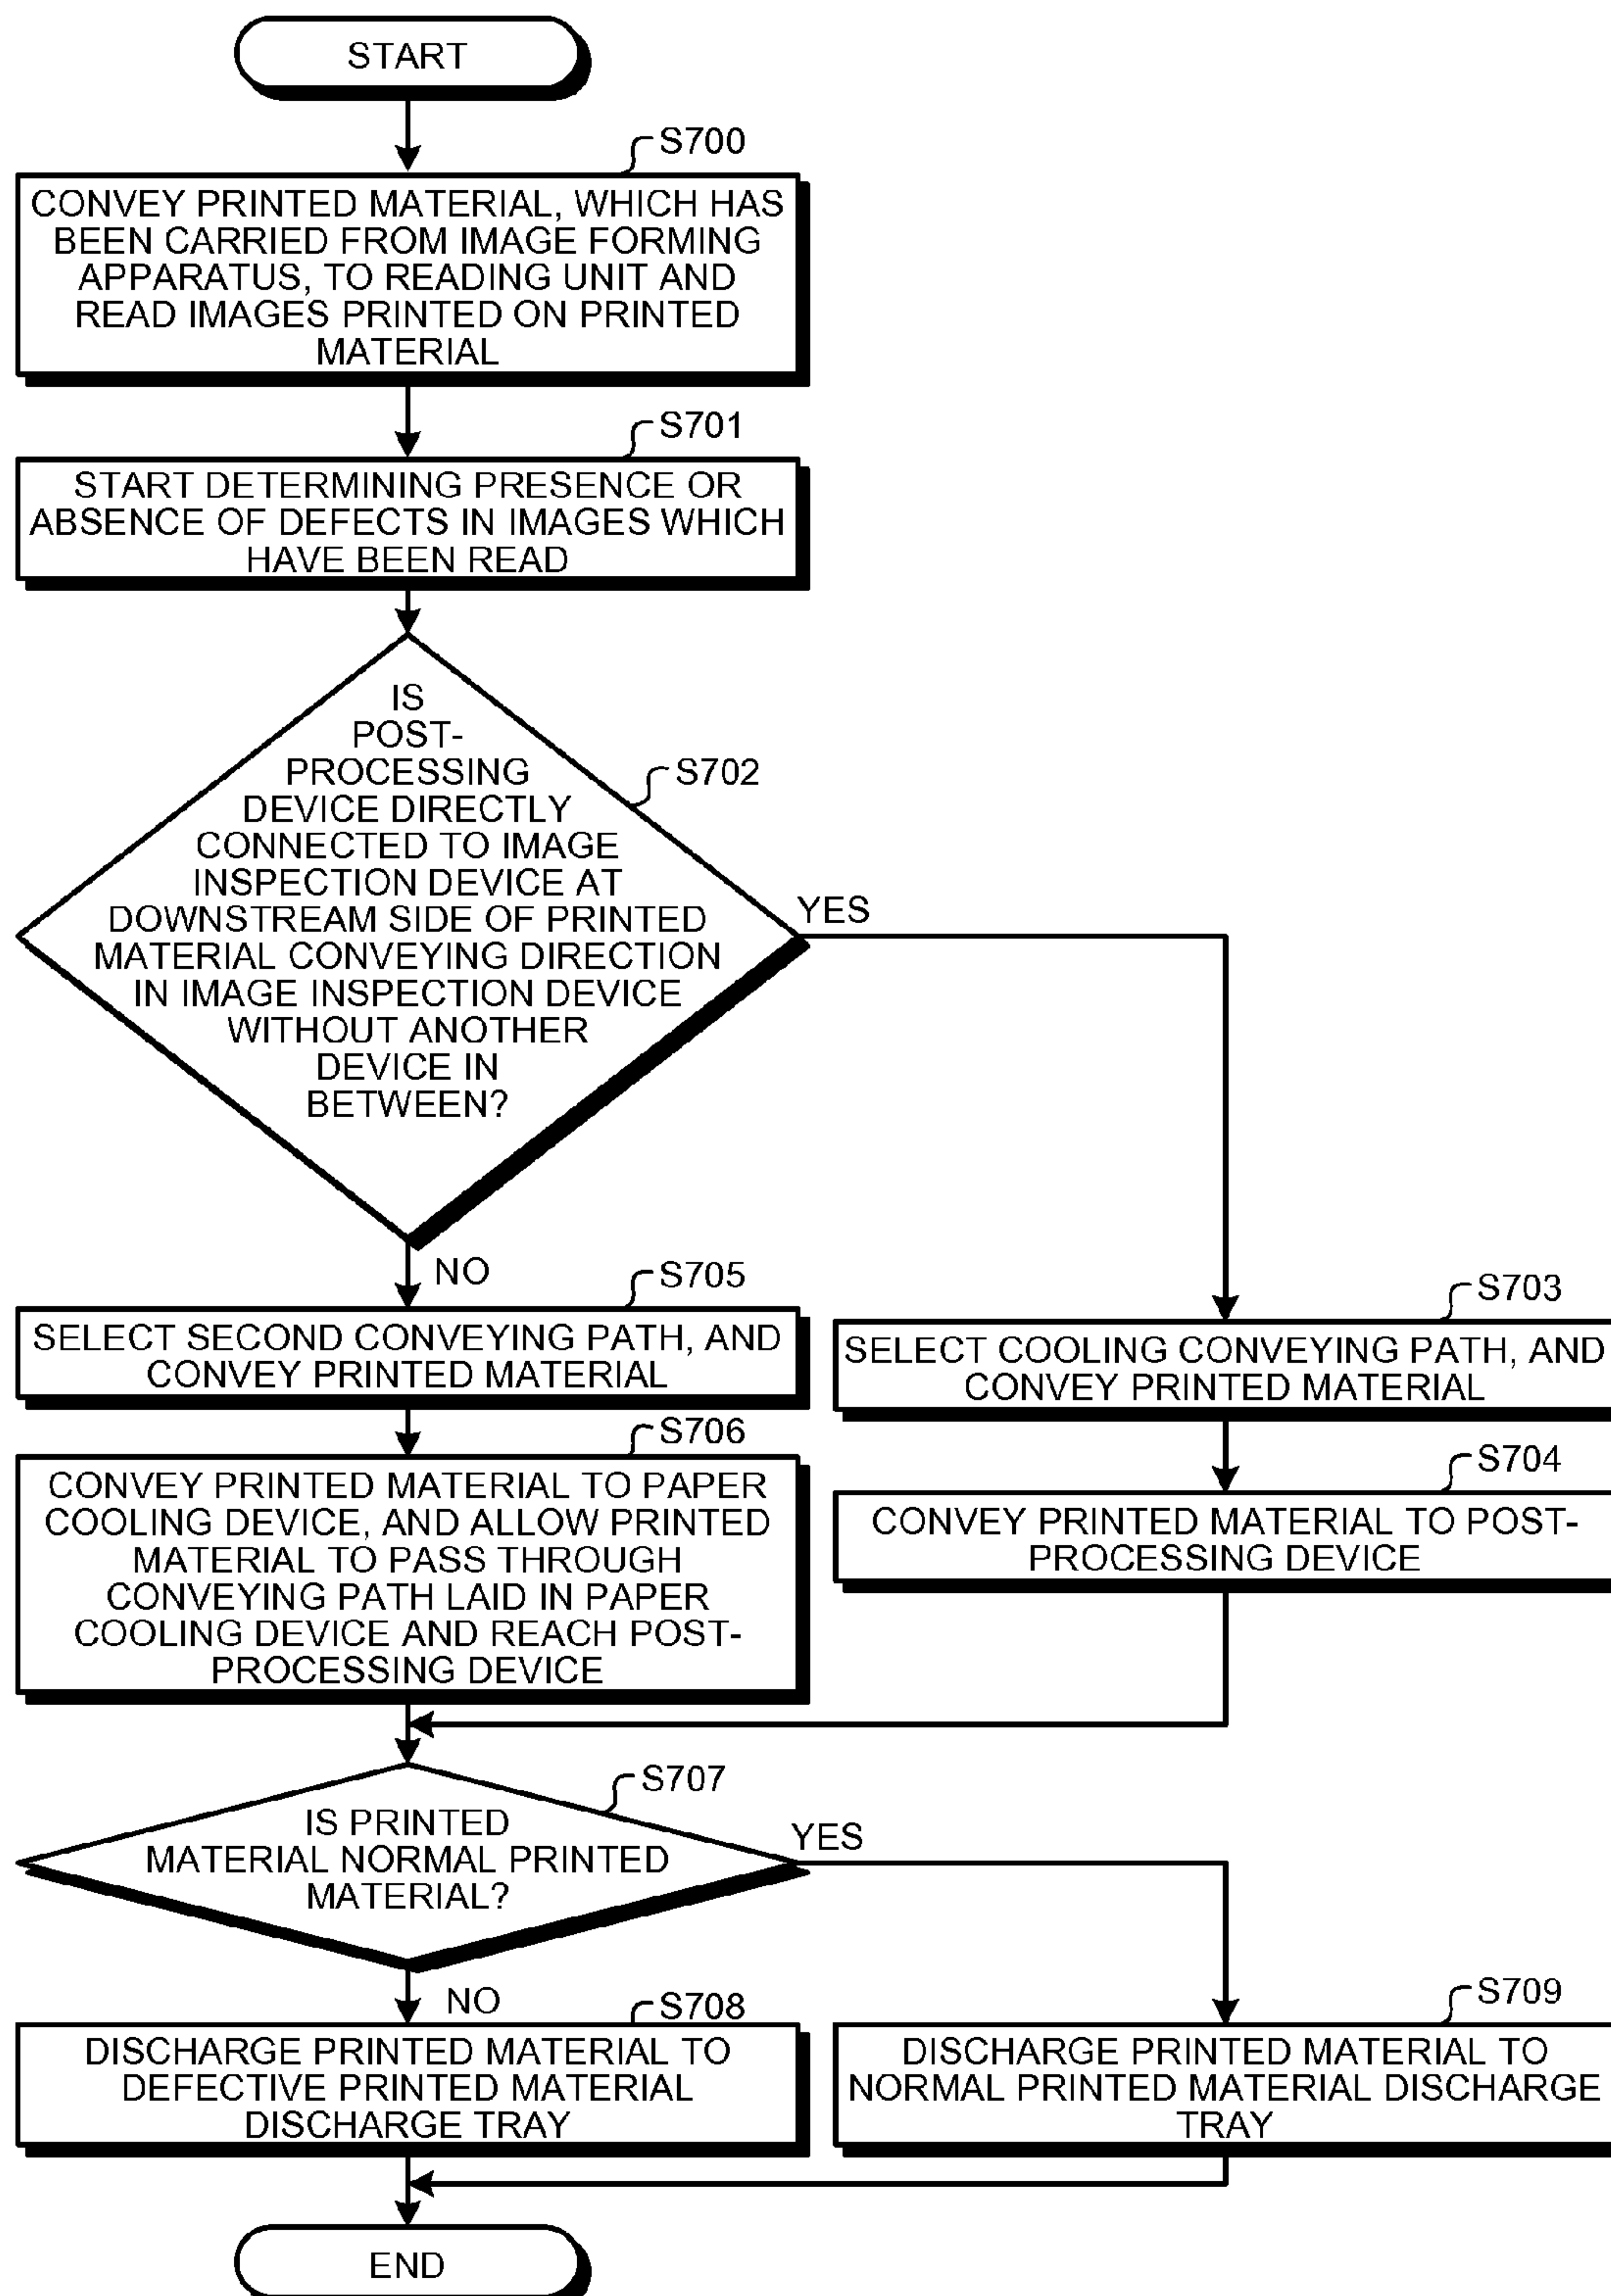 START
S700
CONVEY PRINTED MATERIAL, WHICH HAS
BEEN CARRIED FROM IMAGE FORMING
APPARATUS, TO READING UNIT AND
READ IMAGES PRINTED ON PRINTED
MATERIAL
S701
START DETERMINING PRESENCE OR
ABSENCE OF DEFECTS IN IMAGES WHICH
HAVE BEEN READ
S702
IS
POST-
PROCESSING
DEVICE DIRECTLY
CONNECTED TO IMAGE
INSPECTION DEVICE AT
DOWNSTREAM SIDE OF PRINTED
MATERIAL CONVEYING DIRECTION
IN IMAGE INSPECTION DEVICE
WITHOUT ANOTHER
DEVICE IN
BETWEEN?
YES
NO
S705
SELECT SECOND CONVEYING PATH, AND
CONVEY PRINTED MATERIAL
S703
SELECT COOLING CONVEYING PATH, AND
CONVEY PRINTED MATERIAL
S706
CONVEY PRINTED MATERIAL TO PAPER
COOLING DEVICE, AND ALLOW PRINTED
MATERIAL TO PASS THROUGH
CONVEYING PATH LAID IN PAPER
COOLING DEVICE AND REACH POST-
PROCESSING DEVICE
S704
CONVEY PRINTED MATERIAL TO POST-
PROCESSING DEVICE
S707
IS PRINTED
MATERIAL NORMAL PRINTED
MATERIAL?
YES
NO
S708
DISCHARGE PRINTED MATERIAL TO
DEFECTIVE PRINTED MATERIAL
DISCHARGE TRAY
S709
DISCHARGE PRINTED MATERIAL TO
NORMAL PRINTED MATERIAL DISCHARGE
TRAY
END